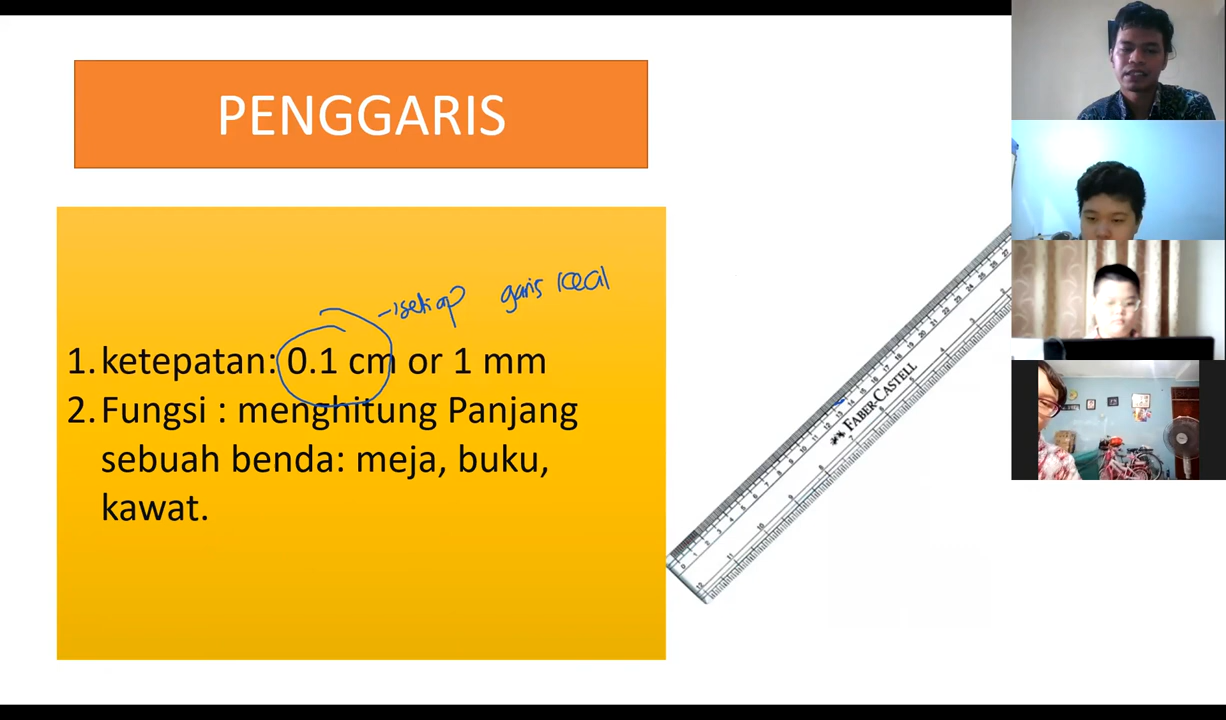 PENGGARIS
setiap garis kecil
1. ketepatan: 0.1 cm or 1 mm
2. Fungsi : menghitung Panjang
sebuah benda: meja, buku,
kawat.
FABER-CASTELL